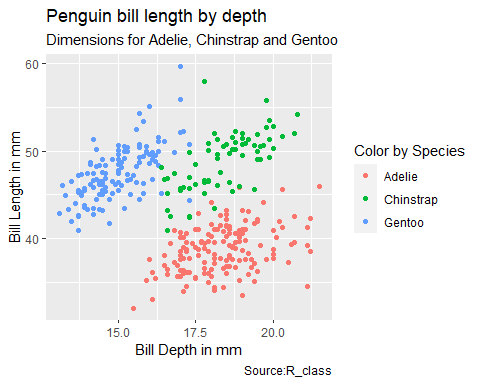 Penguin bill length by depth
Dimensions for Adelie, Chinstrap and Gentoo
60
50
40
Bill Length in mm
15.0 17.5 20.0
Bill Depth in mm
Color by Species
Adelie
Chinstrap
Gentoo
Source:R_class